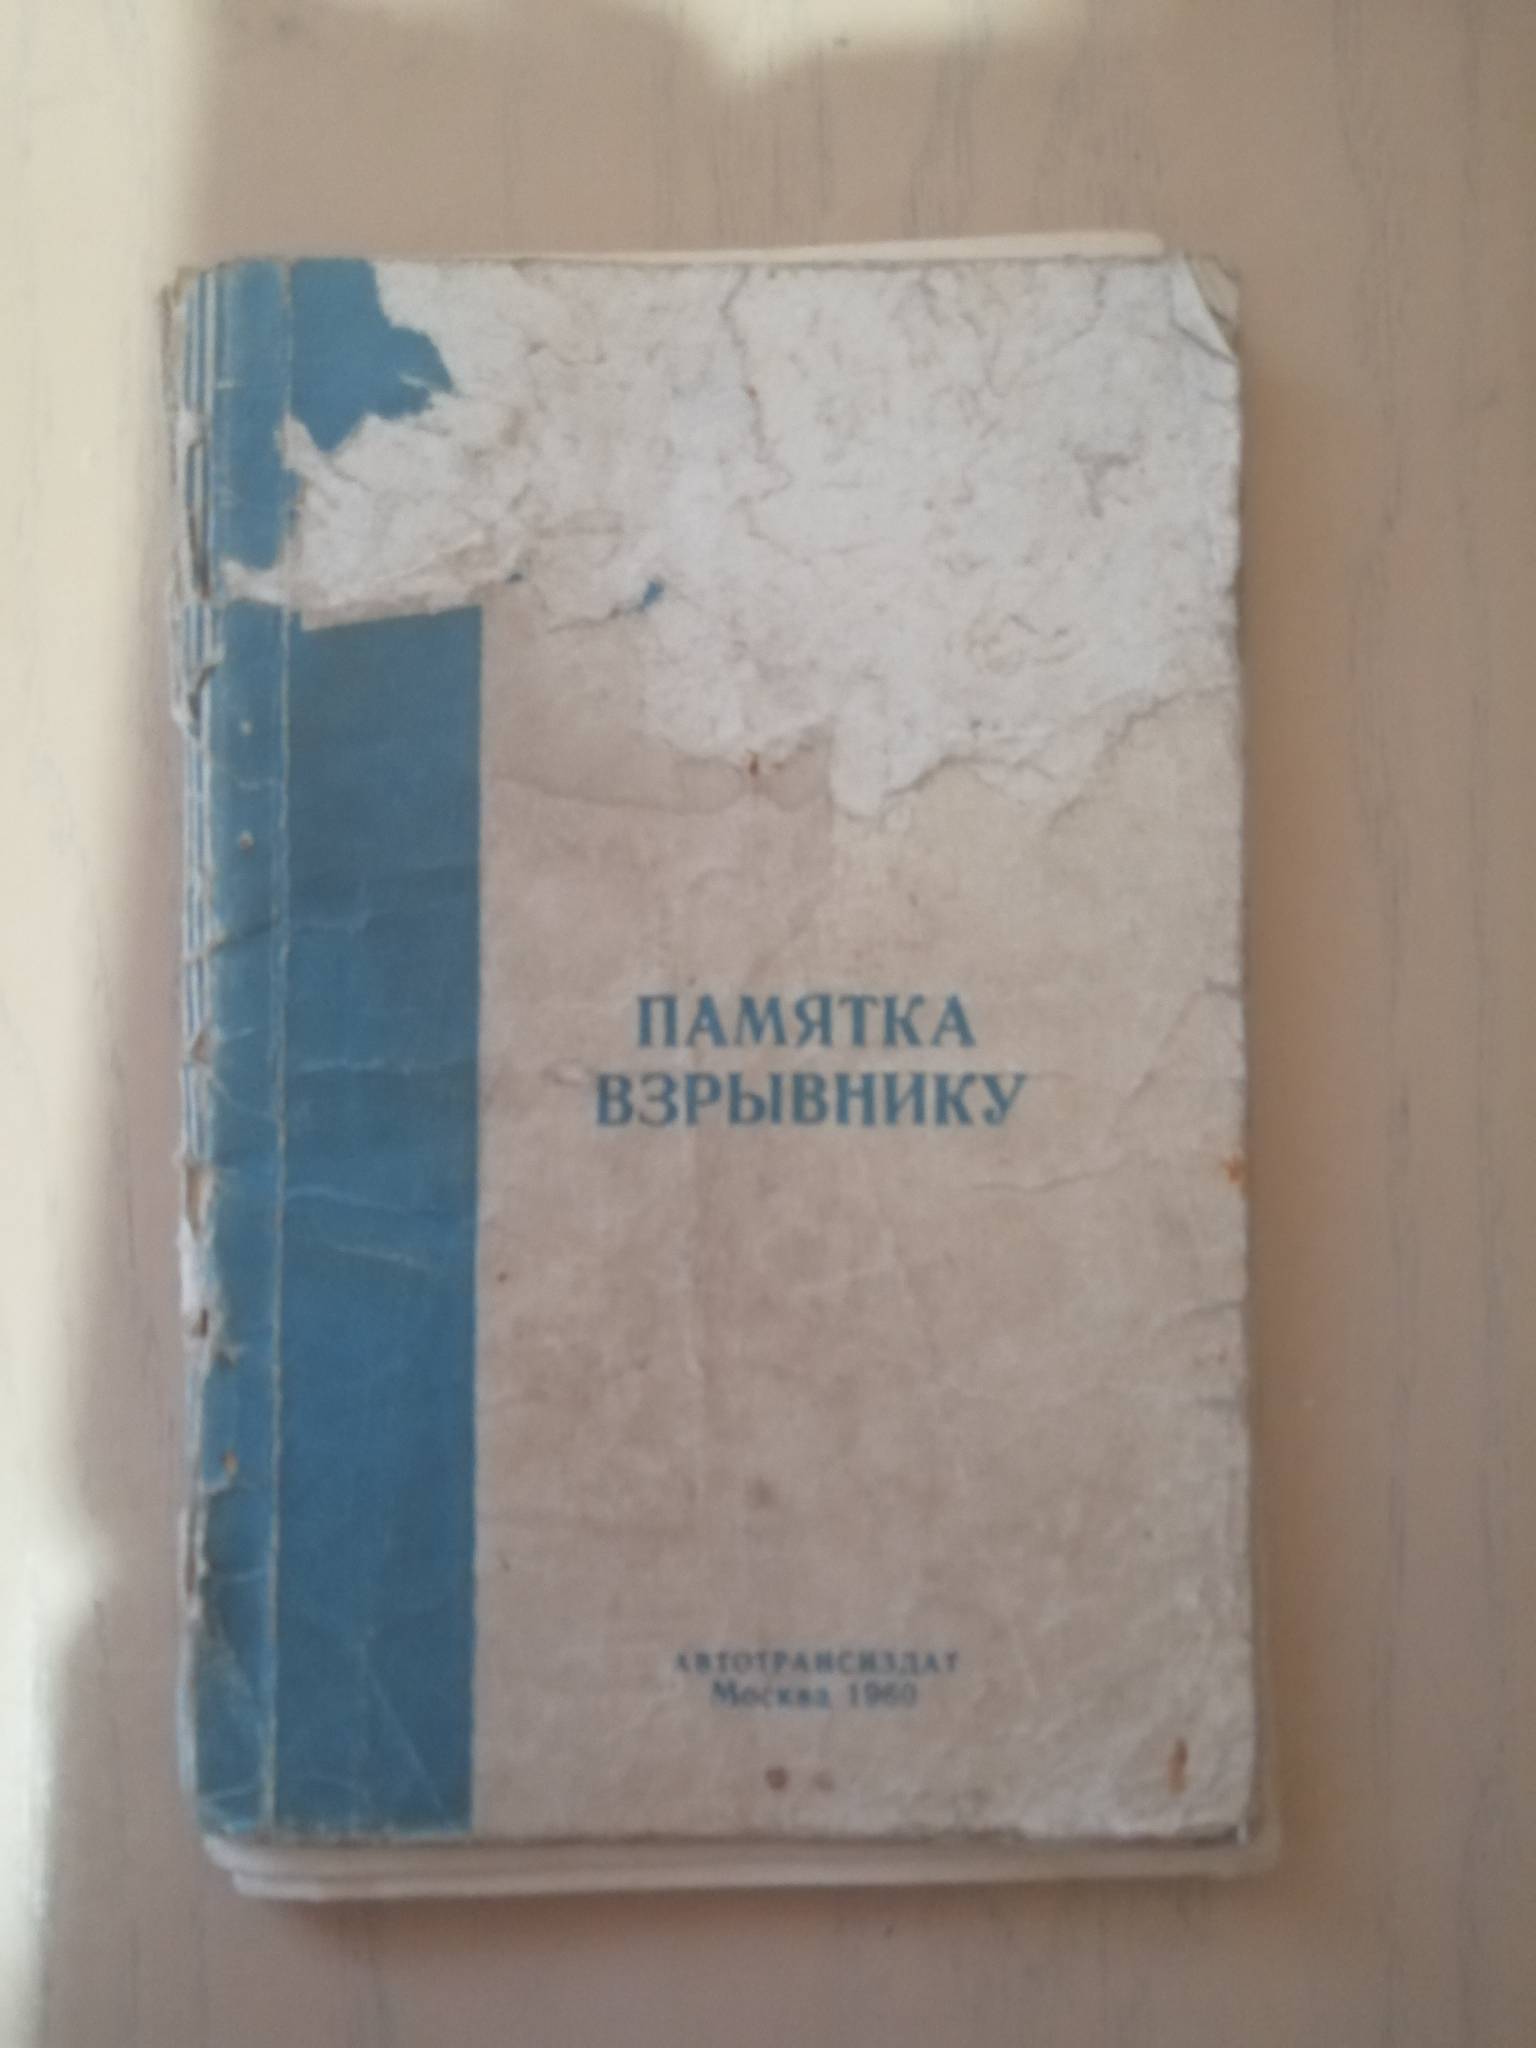 ПАМЯТКА
ВЗРЫВНИКУ
АВТОТРАНСИЗДАТ
Москва 1960